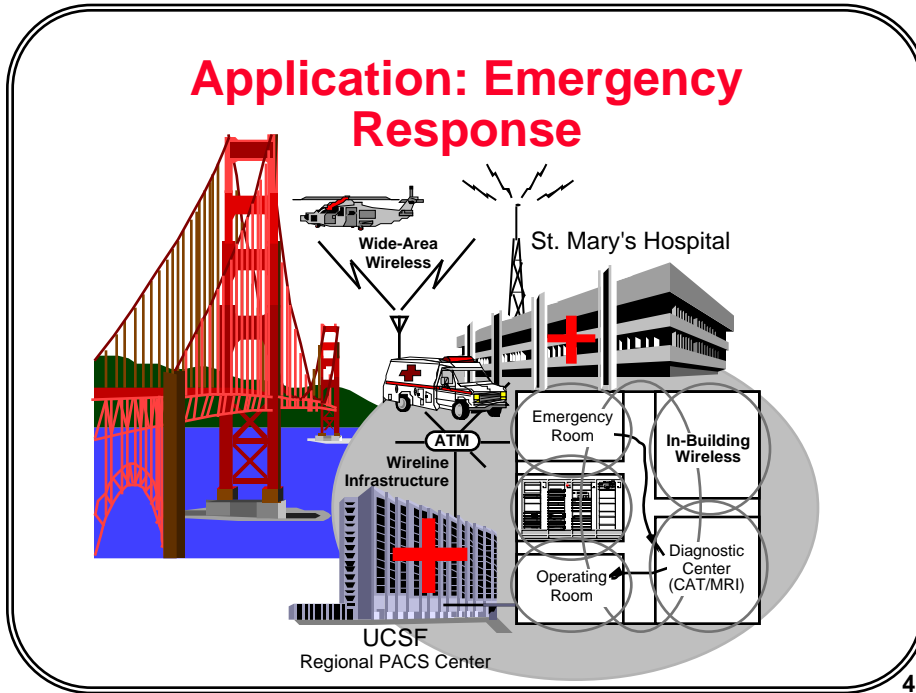 Application: Emergency
Response
Wide-Area
Wireless
St. Mary's Hospital
Emergency
Room
In-Building
Wireless
ATM
Wireline
Infrastructure
Diagnostic
Center
(CAT/MRI)
Operating
Room
UCSF
Regional PACS Center
4